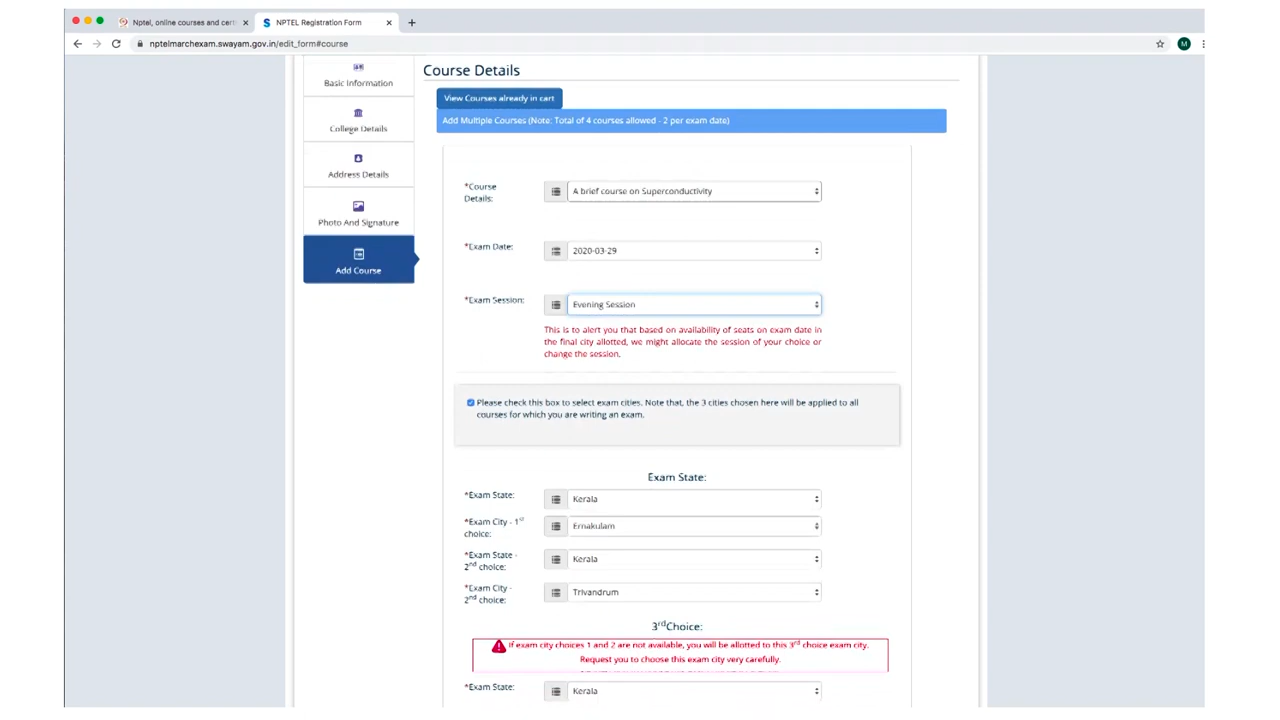 Nptel, online courses and cert
NPTEL Registration Form
nptelmarchexam.swayam.gov.in/edit_form#course
M
Basic Information
College Details
Address Details
Photo And Signature
Add Course
Course Details
View Courses already in cart
Add Multiple Courses (Note: Total of 4 courses allowed - 2 per exam date)
*Course Details:
A brief course on Superconductivity
*Exam Date:
2020-03-29
*Exam Session:
Evening Session
This is to alert you that based on availability of seats on exam date in
the final city allotted, we might allocate the session of your choice or
change the session.
Please check this box to select exam cities. Note that, the 3 cities chosen here will be applied to all
courses for which you are writing an exam.
Exam State:
*Exam State:
Kerala
*Exam City - 1st
choice:
Ernakulam
*Exam State -
2nd choice:
Kerala
*Exam City -
2nd choice:
Trivandrum
3rdChoice:
If exam city choices 1 and 2 are not available, you will be allotted to this 3rd choice exam city.
Request you to choose this exam city very carefully.
*Exam State:
Kerala